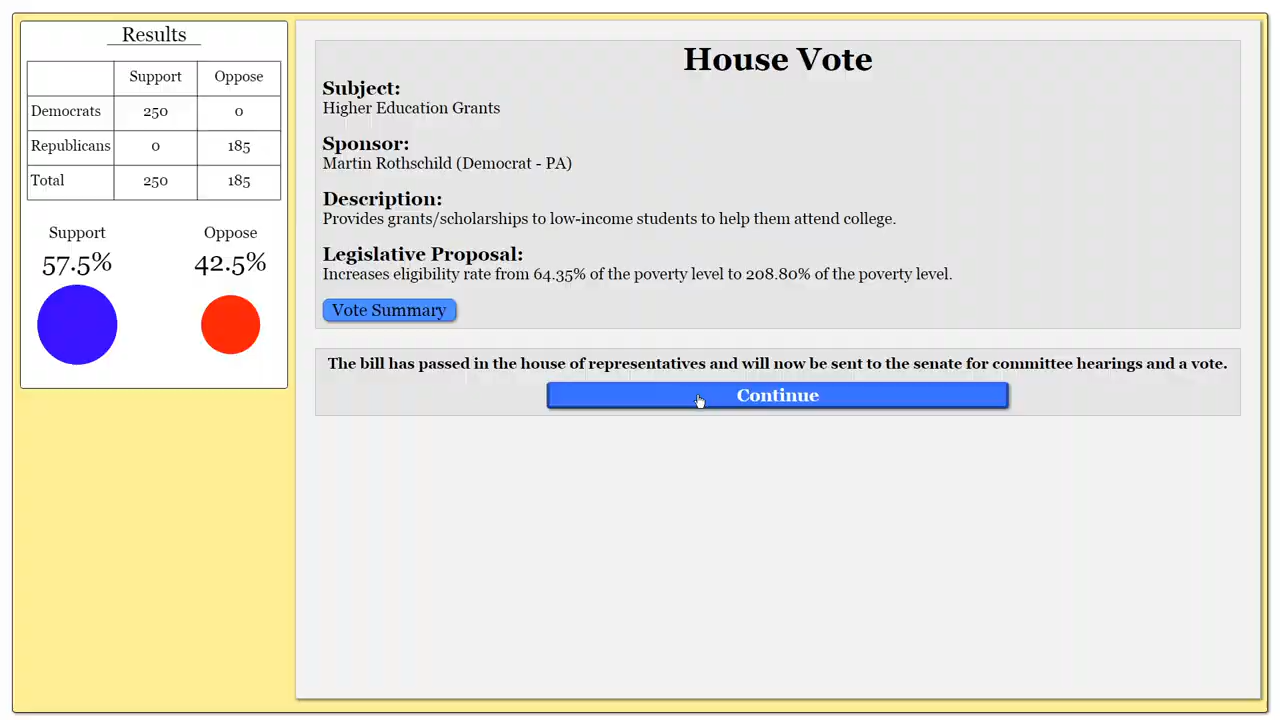 Results
Support Oppose
Democrats 250 0
Republicans 0 185
Total 250 185
Support Oppose
57.5% 42.5%
House Vote
Subject:
Higher Education Grants
Sponsor:
Martin Rothschild (Democrat - PA)
Description:
Provides grants/scholarships to low-income students to help them attend college.
Legislative Proposal:
Increases eligibility rate from 64.35% of the poverty level to 208.80% of the poverty level.
Vote Summary
The bill has passed in the house of representatives and will now be sent to the senate for committee hearings and a vote.
Continue